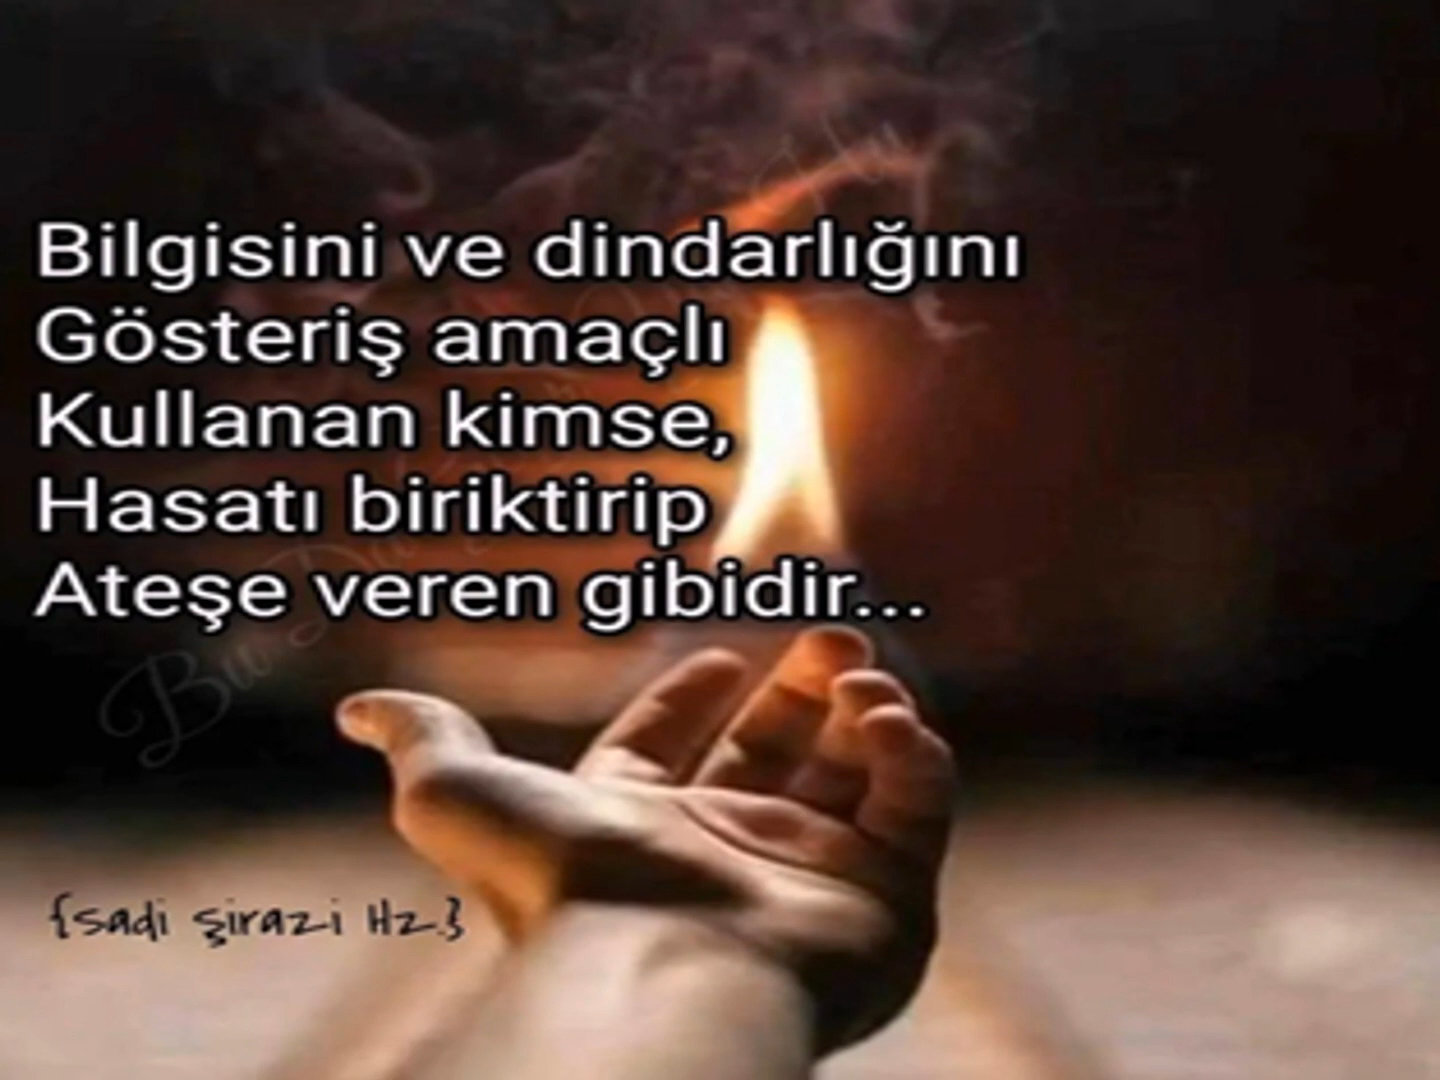 Bilgisini ve dindarlığını
Gösteriş amaçlı
Kullanan kimse,
Hasatı biriktirip
Ateşe veren gibidir...
{sadi şirazi Hz.}